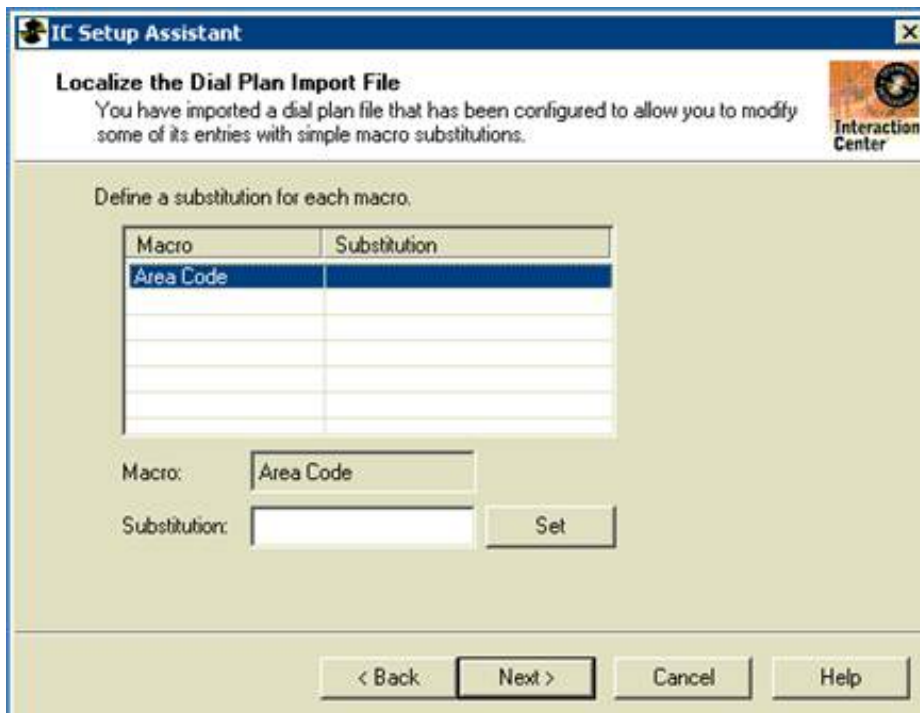 IC Setup Assistant
Localize the Dial Plan Import File
You have imported a dial plan file that has been configured to allow you to modify
some of its entries with simple macro substitutions.
Interaction
Center
Define a substitution for each macro.
Macro Substitution
Area Code
Macro: Area Code
Substitution: Set
< Back Next > Cancel Help